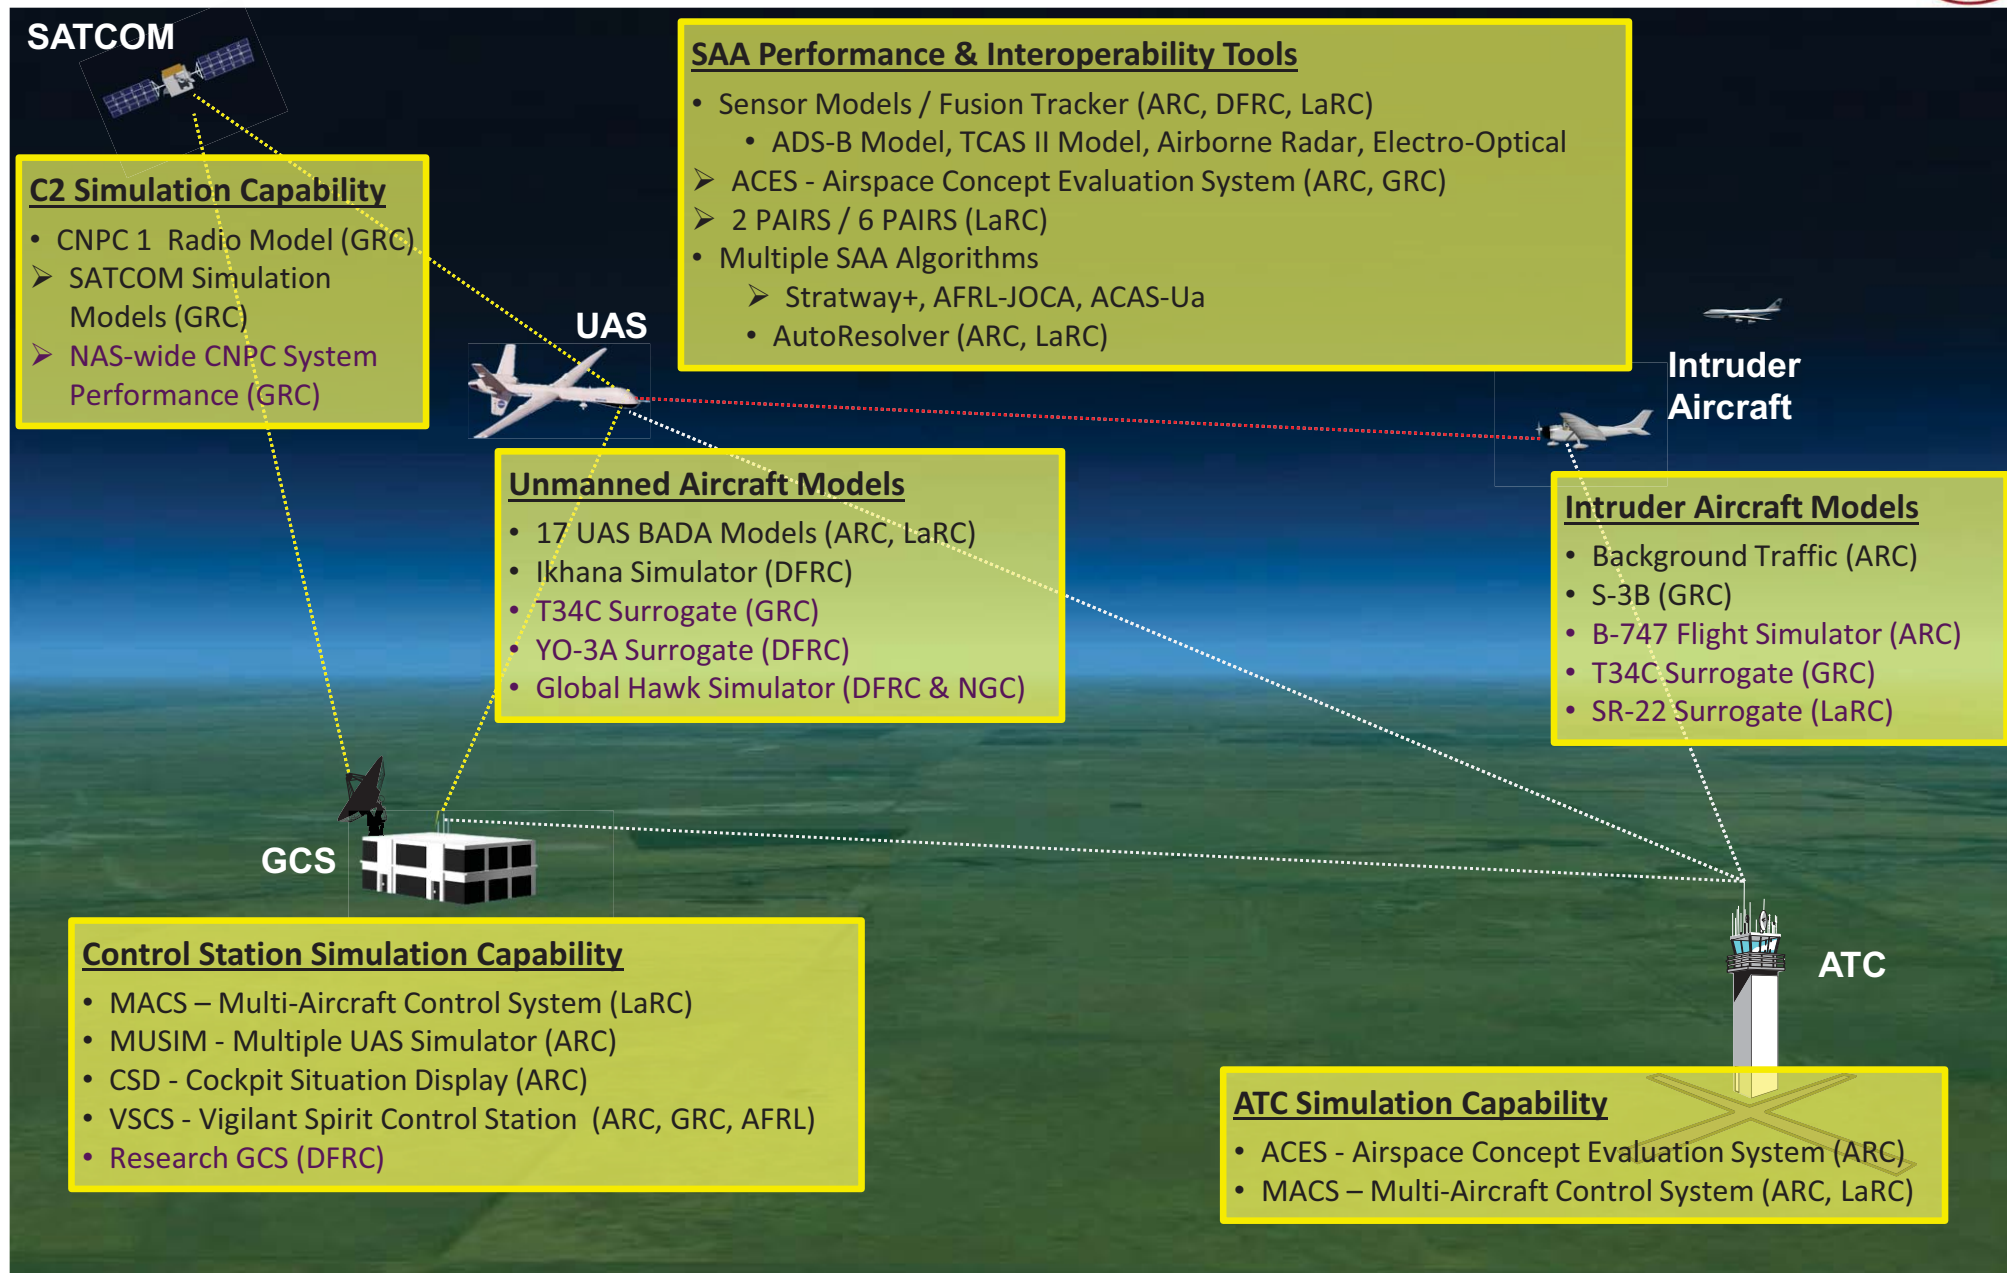 SATCOM
SAA Performance & Interoperability Tools
• Sensor Models / Fusion Tracker (ARC, DFRC, LaRC)
• ADS-B Model, TCAS II Model, Airborne Radar, Electro-Optical
➢ ACES - Airspace Concept Evaluation System (ARC, GRC)
➢ 2 PAIRS / 6 PAIRS (LaRC)
• Multiple SAA Algorithms
➢ Stratway+, AFRL-JOCA, ACAS-Ua
• AutoResolver (ARC, LaRC)
C2 Simulation Capability
• CNPC 1 Radio Model (GRC)
➢ SATCOM Simulation
Models (GRC)
➢ NAS-wide CNPC System
Performance (GRC)
UAS
Intruder
Aircraft
Unmanned Aircraft Models
• 17 UAS BADA Models (ARC, LaRC)
• Ikhana Simulator (DFRC)
• T34C Surrogate (GRC)
• YO-3A Surrogate (DFRC)
• Global Hawk Simulator (DFRC & NGC)
Intruder Aircraft Models
• Background Traffic (ARC)
• S-3B (GRC)
• B-747 Flight Simulator (ARC)
• T34C Surrogate (GRC)
• SR-22 Surrogate (LaRC)
GCS
Control Station Simulation Capability
• MACS – Multi-Aircraft Control System (LaRC)
• MUSIM - Multiple UAS Simulator (ARC)
• CSD - Cockpit Situation Display (ARC)
• VSCS - Vigilant Spirit Control Station (ARC, GRC, AFRL)
• Research GCS (DFRC)
ATC
ATC Simulation Capability
• ACES - Airspace Concept Evaluation System (ARC)
• MACS – Multi-Aircraft Control System (ARC, LaRC)